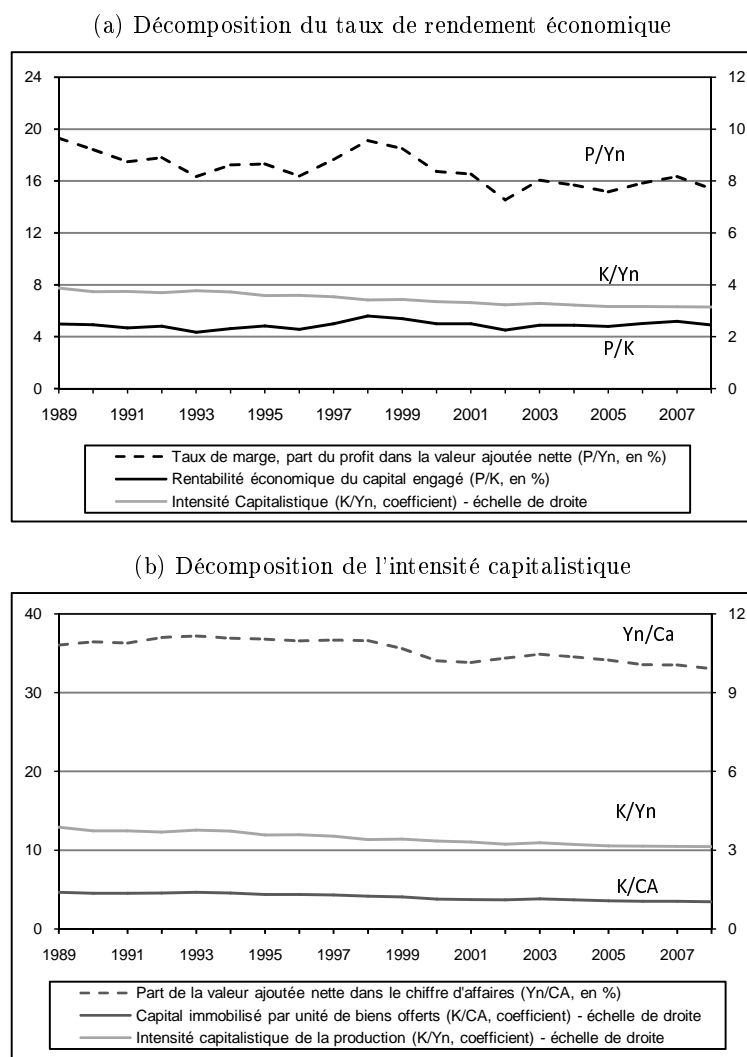 (a) Décomposition du taux de rendement économique
24 12
20 10
P/Yn
16 8
12 6
K/Yn
8 4
4 2
P/K
0 0
1989 1991 1993 1995 1997 1999 2001 2003 2005 2007
Taux de marge, part du profit dans la valeur ajoutée nette (P/Yn, en %)
Rentabilité économique du capital engagé (P/K, en %)
Intensité Capitalistique (K/Yn, coefficient) - échelle de droite
(b) Décomposition de l'intensité capitalistique
40 12
Yn/Ca
30 9
20 6
K/Yn
10 3
K/CA
0 0
1989 1991 1993 1995 1997 1999 2001 2003 2005 2007
Part de la valeur ajoutée nette dans le chiffre d'affaires (Yn/CA, en %)
Capital immobilisé par unité de biens offerts (K/CA, coefficient) - échelle de droite
Intensité capitalistique de la production (K/Yn, coefficient) - échelle de droite